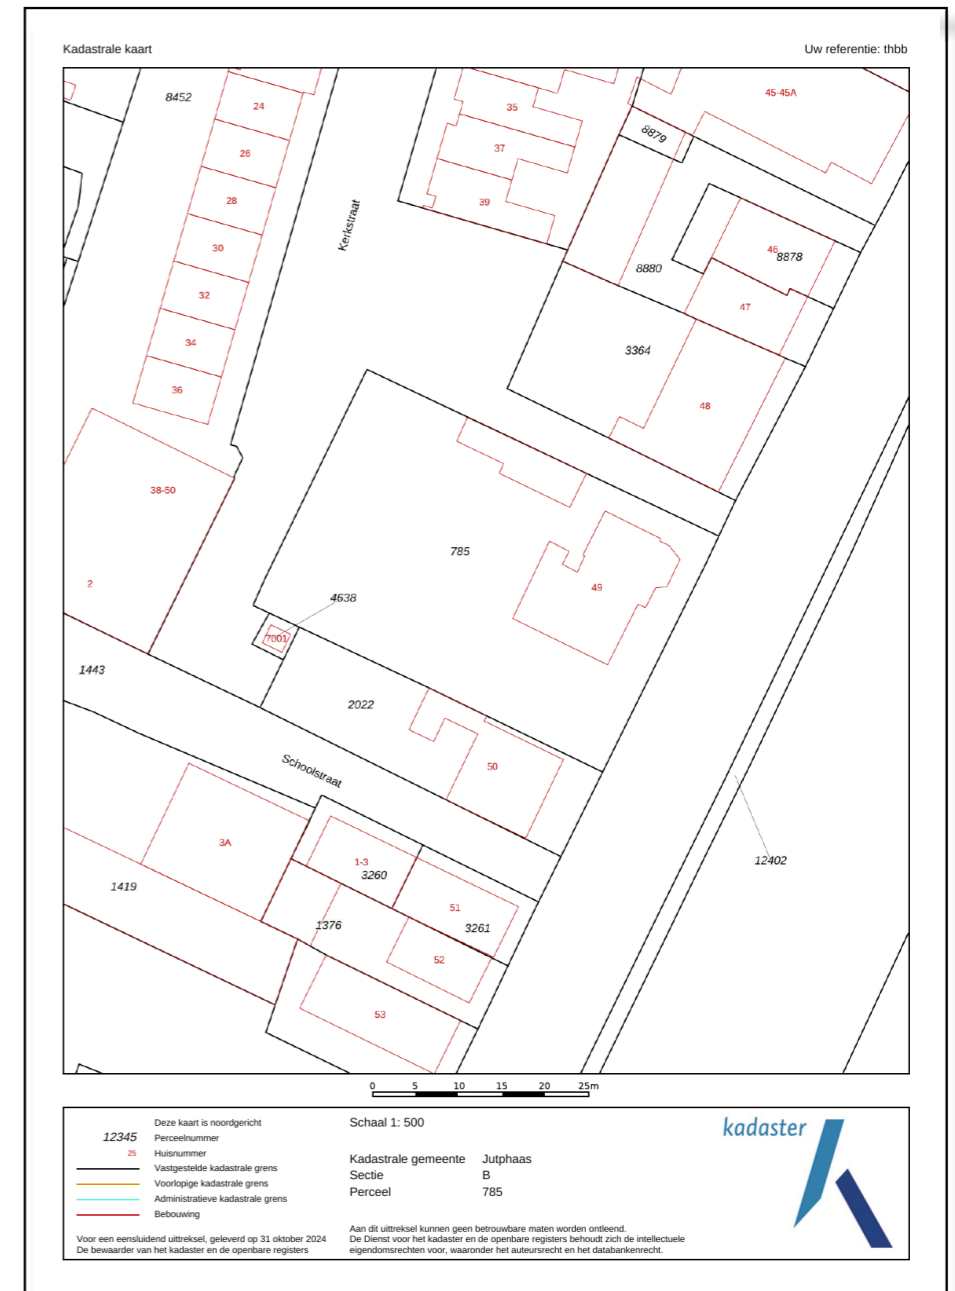 Kadastrale kaart
Uw referentie: thbb
8452
24
26
28
30
32
34
36
38-50
2
1443
Kerkstraat
35
37
39
45-45A
8879
8880
46
8878
47
3364
48
785
49
4638
7001
2022
50
Schoolstraat
3A
1419
1-3
3260
1376
51
3261
52
53
12402
0 5 10 15 20 25m
Deze kaart is noordgericht
12345 Perceelnummer
25 Huisnummer
Vastgestelde kadastrale grens
Voorlopige kadastrale grens
Administratieve kadastrale grens
Bebouwing
Voor een eensluidend uittreksel, geleverd op 31 oktober 2024
De bewaarder van het kadaster en de openbare registers
Schaal 1: 500
Kadastrale gemeente Jutphaas
Sectie B
Perceel 785
Aan dit uittreksel kunnen geen betrouwbare maten worden ontleend.
De Dienst voor het kadaster en de openbare registers behoudt zich de intellectuele
eigendomsrechten voor, waaronder het auteursrecht en het databankenrecht.
kadaster